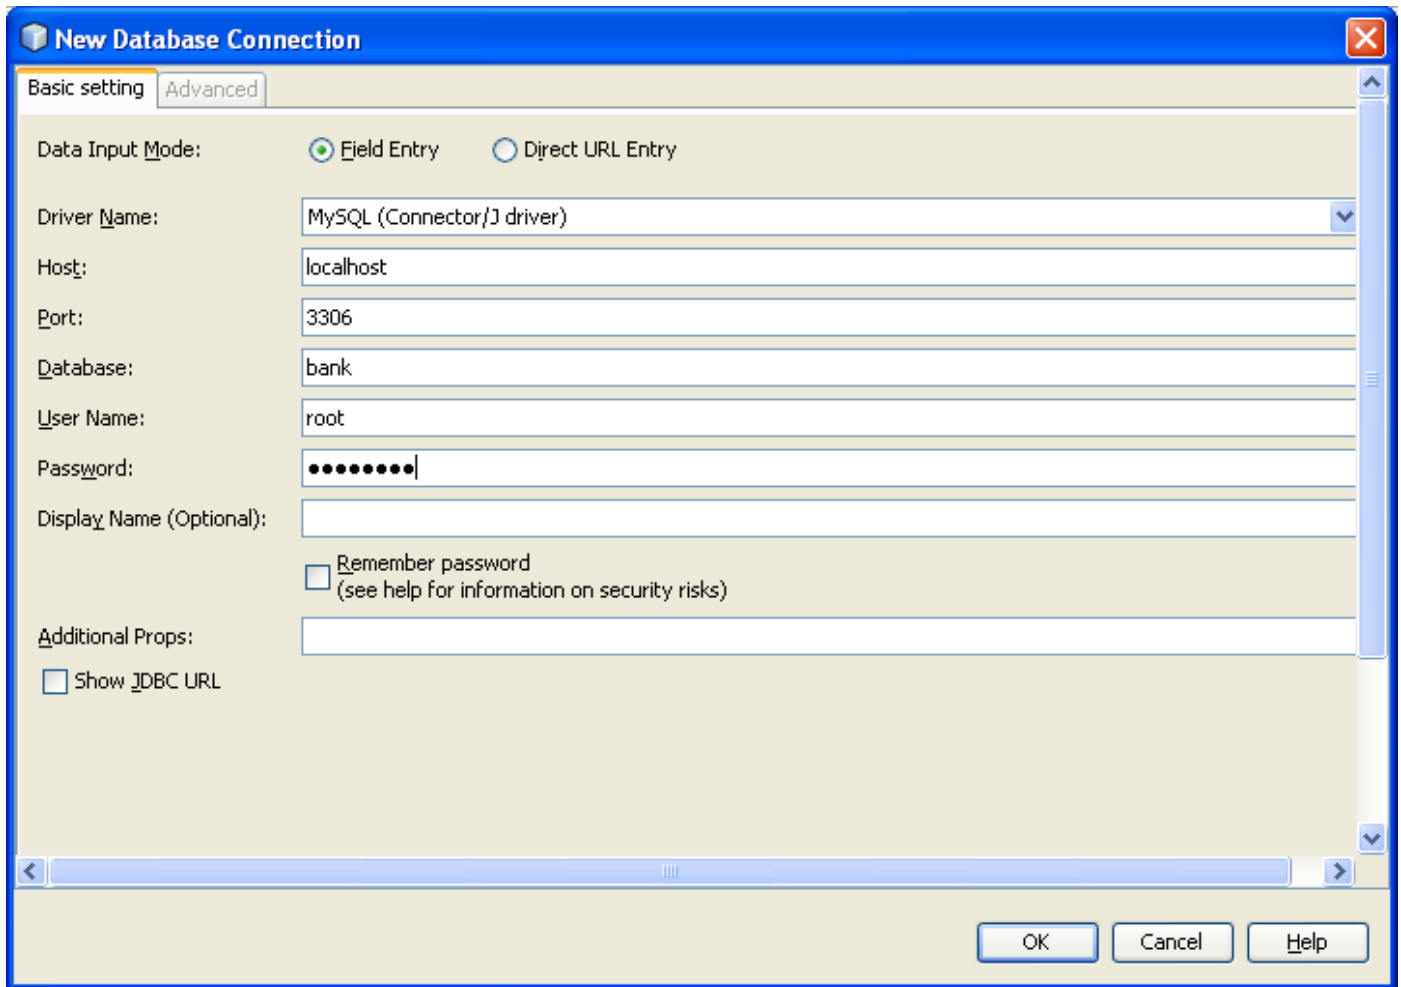 New Database Connection
Basic setting Advanced
Data Input Mode: Field Entry Direct URL Entry
Driver Name: MySQL (Connector/J driver)
Host: localhost
Port: 3306
Database: bank
User Name: root
Password: ●●●●●●●●
Display Name (Optional):
Remember password
(see help for information on security risks)
Additional Props:
Show JDBC URL
OK Cancel Help